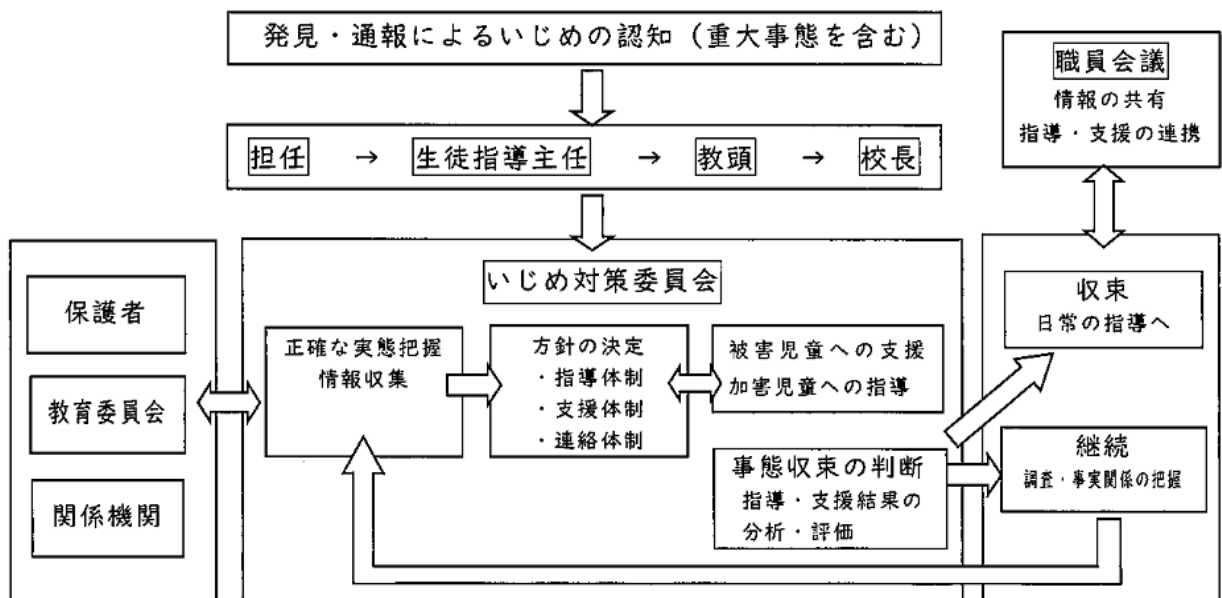 発見・通報によるいじめの認知（重大事態を含む）
担任 → 生徒指導主任 → 教頭 → 校長
職員会議
情報の共有
指導・支援の連携
保護者
教育委員会
関係機関
いじめ対策委員会
正確な実態把握
情報収集
方針の決定
・指導体制
・支援体制
・連絡体制
被害児童への支援
加害児童への指導
事態収束の判断
指導・支援結果の
分析・評価
収束
日常の指導へ
継続
調査・事実関係の把握